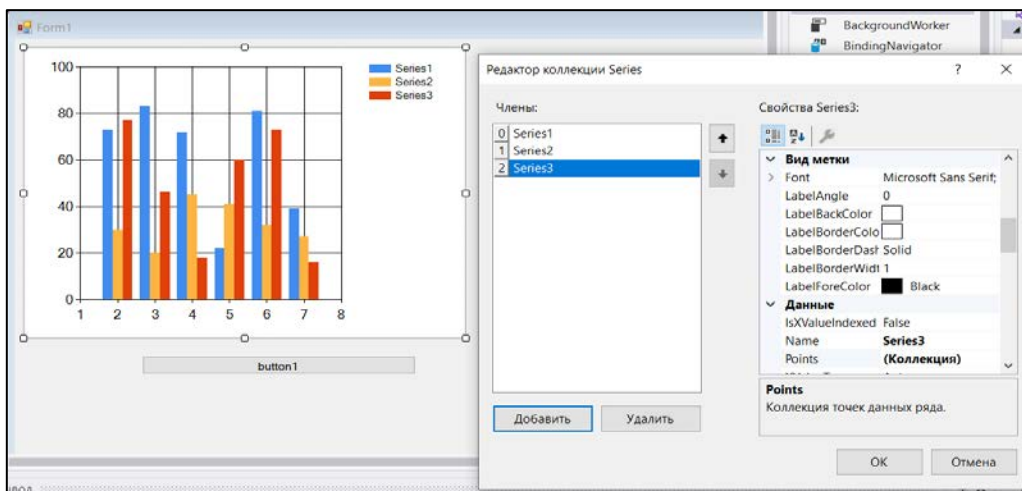 Form1
100
80
60
40
20
0
1 2 3 4 5 6 7 8
Series1
Series2
Series3
button1
BackgroundWorker
BindingNavigator
Редактор коллекции Series ? ×
Члены:
0 Series1
1 Series2
2 Series3
Добавить Удалить
Свойства Series3:
Вид метки
Font Microsoft Sans Serif;
LabelAngle 0
LabelBackColor
LabelBorderColo
LabelBorderDash Solid
LabelBorderWidt 1
LabelForeColor Black
Данные
IsXValueIndexed False
Name Series3
Points (Коллекция)
Points
Коллекция точек данных ряда.
OK Отмена